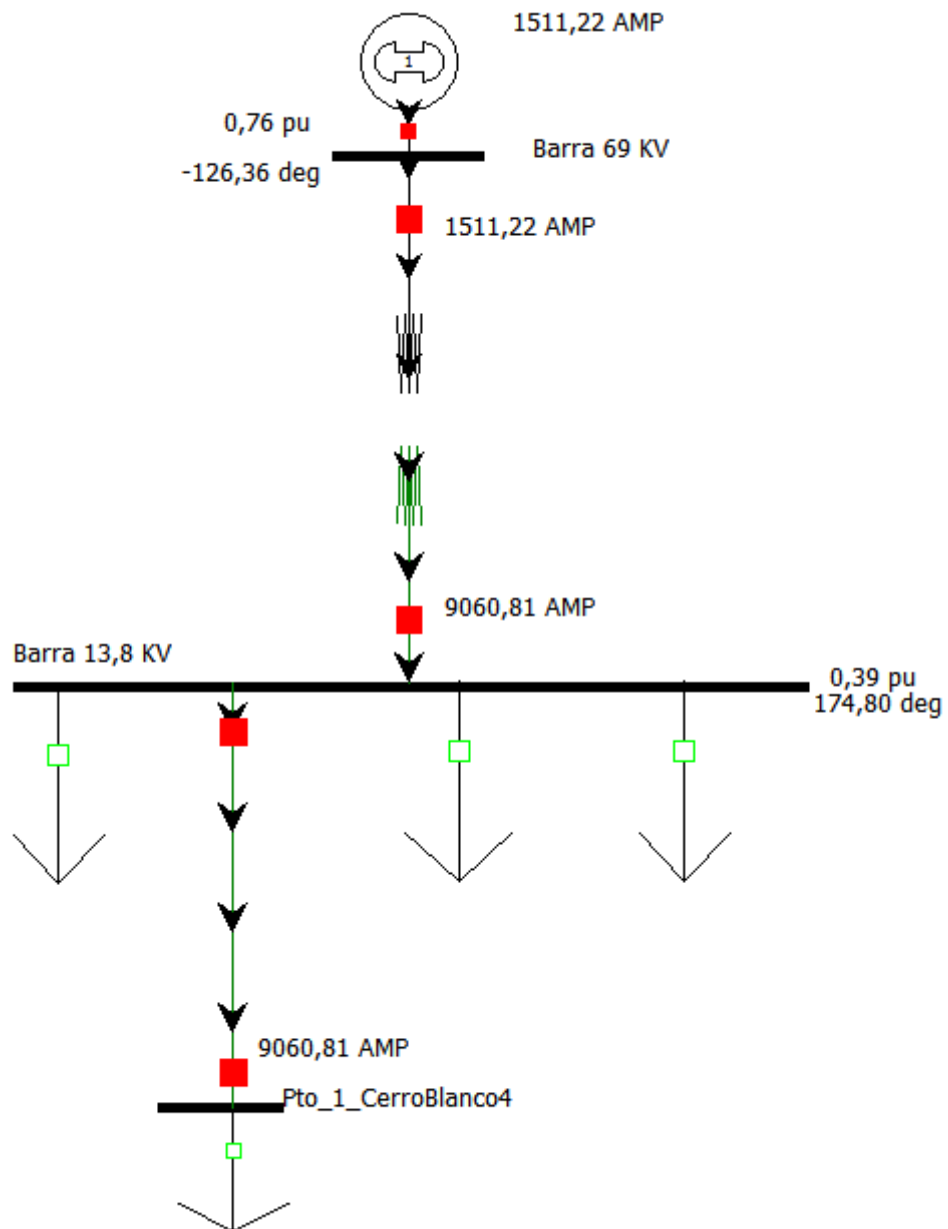 1511,22 AMP
1
0,76 pu
-126,36 deg
Barra 69 KV
1511,22 AMP
9060,81 AMP
Barra 13,8 KV
0,39 pu
174,80 deg
9060,81 AMP
Pto_1_CerroBlanco4